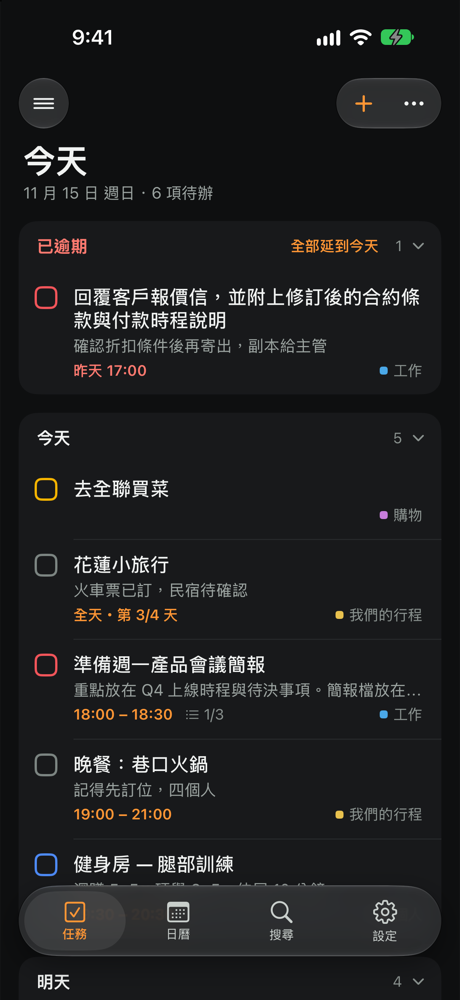 9:41
今天
11 月 15 日 週日 · 6 項待辦
已逾期 全部延到今天 1
回覆客戶報價信，並附上修訂後的合約條
款與付款時程說明
確認折扣條件後再寄出，副本給主管
昨天 17:00 工作
今天 5
去全聯買菜
購物
花蓮小旅行
火車票已訂，民宿待確認
全天・第 3/4 天 我們的行程
準備週一產品會議簡報
重點放在 Q4 上線時程與待決事項。簡報檔放在…
18:00 – 18:30 1/3 工作
晚餐：巷口火鍋
記得先訂位，四個人
19:00 – 21:00 我們的行程
健身房 — 腿部訓練
任務 日曆 搜尋 設定
明天 4